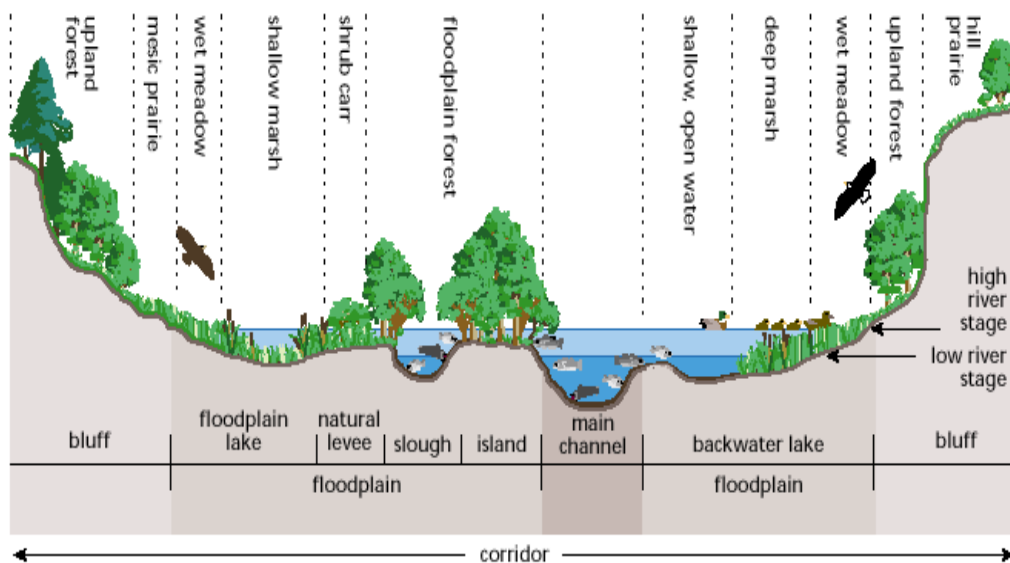 upland
forest
mesic prairie
wet meadow
shallow marsh
shrub carr
floodplain forest
shallow, open water
deep marsh
wet meadow
upland forest
hill
prairie
high
river
stage
low river
stage
bluff
floodplain
lake
natural
levee
slough
island
main
channel
backwater lake
bluff
floodplain
floodplain
corridor